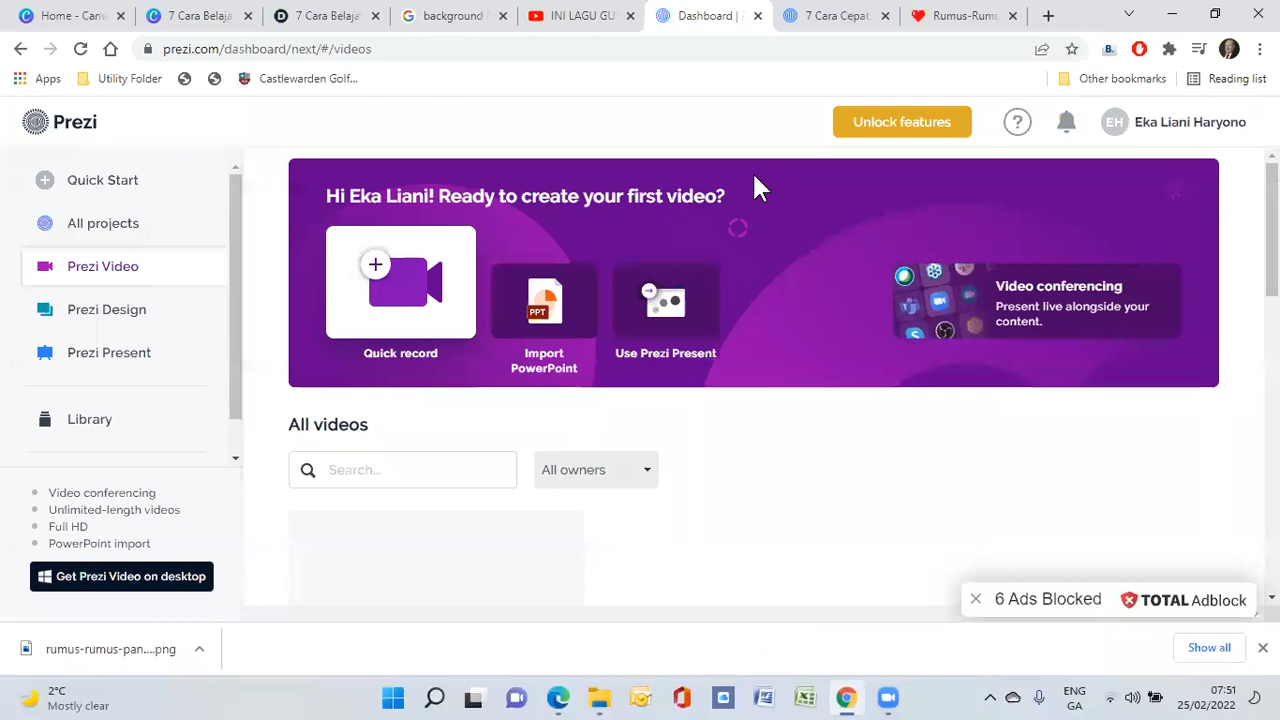 Home - Canva
7 Cara Belaja
7 Cara Belaja
background
INI LAGU GU
Dashboard |
7 Cara Cepat
Rumus-Rum
prezi.com/dashboard/next/#/videos
Apps
Utility Folder
Castlewarden Golf...
Other bookmarks
Reading list
Prezi
Unlock features
?
EH
Eka Liani Haryono
Quick Start
All projects
Prezi Video
Prezi Design
Prezi Present
Library
Video conferencing
Unlimited-length videos
Full HD
PowerPoint import
Get Prezi Video on desktop
Hi Eka Liani! Ready to create your first video?
Quick record
PPT
Import
PowerPoint
Use Prezi Present
Video conferencing
Present live alongside your
content.
All videos
Search...
All owners
6 Ads Blocked
TOTAL Adblock
rumus-rumus-pan....png
Show all
2°C
Mostly clear
ENG
GA
07:51
25/02/2022